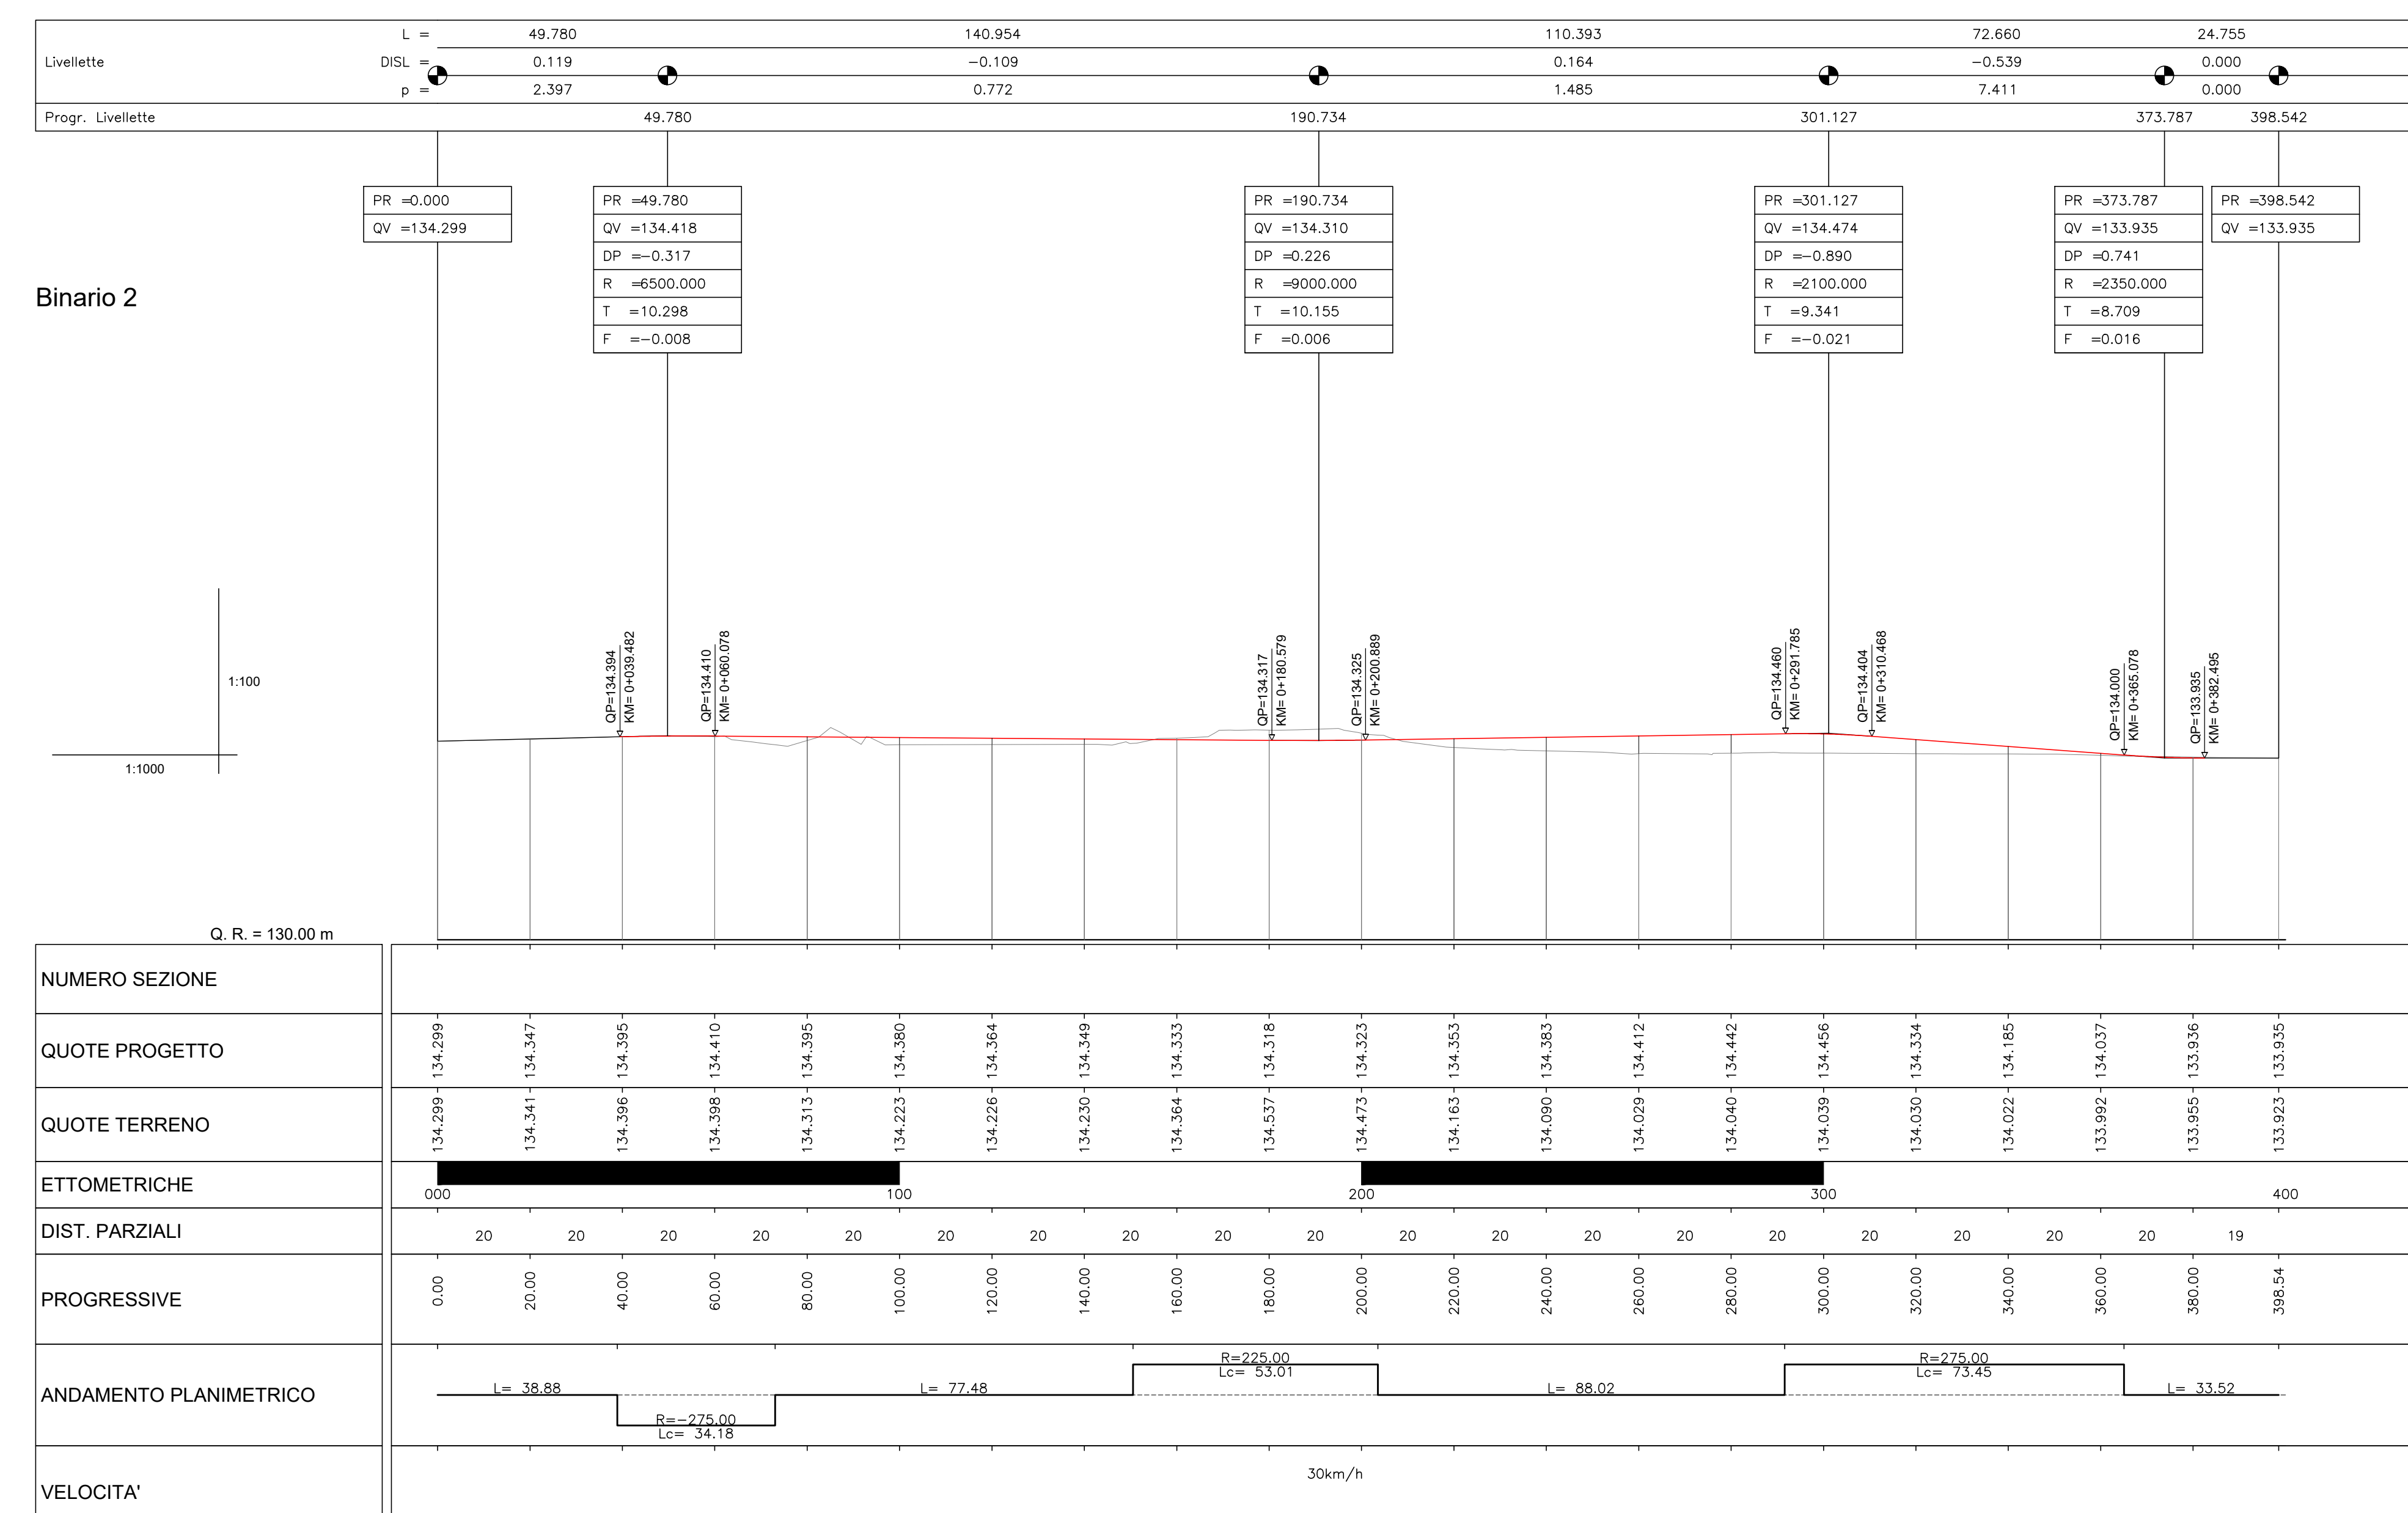 L = 49.780 140.954 110.393 72.660 24.755
Livellette DISL = 0.119 −0.109 0.164 −0.539 0.000
p = 2.397 0.772 1.485 7.411 0.000
Progr. Livellette 49.780 190.734 301.127 373.787 398.542
PR =0.000 PR =49.780 PR =190.734 PR =301.127 PR =373.787 PR =398.542
QV =134.299 QV =134.418 QV =134.310 QV =134.474 QV =133.935 QV =133.935
DP =−0.317 DP =0.226 DP =−0.890 DP =0.741
R =6500.000 R =9000.000 R =2100.000 R =2350.000
T =10.298 T =10.155 T =9.341 T =8.709
F =−0.008 F =0.006 F =−0.021 F =0.016
Binario 2
1:100
1:1000
QP=134.394
KM= 0+039.482
QP=134.410
KM= 0+060.078
QP=134.317
KM= 0+180.579
QP=134.325
KM= 0+200.889
QP=134.460
KM= 0+291.785
QP=134.404
KM= 0+310.468
QP=134.000
KM= 0+365.078
QP=133.935
KM= 0+382.495
Q. R. = 130.00 m
NUMERO SEZIONE
QUOTE PROGETTO 134.299 134.347 134.395 134.410 134.395 134.380 134.364 134.349 134.333 134.318 134.323 134.353 134.383 134.412 134.442 134.456 134.334 134.185 134.037 133.936 133.935
QUOTE TERRENO 134.299 134.341 134.396 134.398 134.313 134.223 134.226 134.230 134.364 134.537 134.473 134.163 134.090 134.029 134.040 134.039 134.030 134.022 133.992 133.955 133.923
ETTOMETRICHE 000 100 200 300 400
DIST. PARZIALI 20 20 20 20 20 20 20 20 20 20 20 20 20 20 20 20 20 20 20 19
PROGRESSIVE 0.00 20.00 40.00 60.00 80.00 100.00 120.00 140.00 160.00 180.00 200.00 220.00 240.00 260.00 280.00 300.00 320.00 340.00 360.00 380.00 398.54
ANDAMENTO PLANIMETRICO
L= 38.88
R=−275.00
Lc= 34.18
L= 77.48
R=225.00
Lc= 53.01
L= 88.02
R=275.00
Lc= 73.45
L= 33.52
VELOCITA' 30km/h